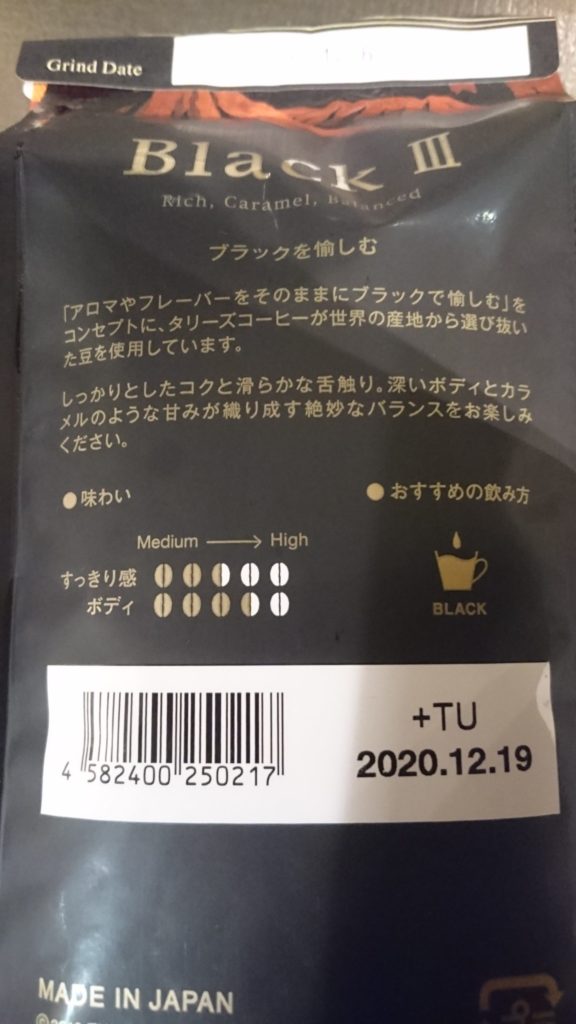 Grind Date
Black III
Rich, Caramel, Balanced
ブラックを愉しむ
「アロマやフレーバーをそのままにブラックで愉しむ」を
コンセプトに、タリーズコーヒーが世界の産地から選び抜い
た豆を使用しています。
しっかりとしたコクと滑らかな舌触り。深いボディとカラ
メルのような甘みが織り成す絶妙なバランスをお楽しみ
ください。
●味わい
●おすすめの飲み方
Medium → High
すっきり感
ボディ
BLACK
+TU
2020.12.19
4 582400 250217
MADE IN JAPAN